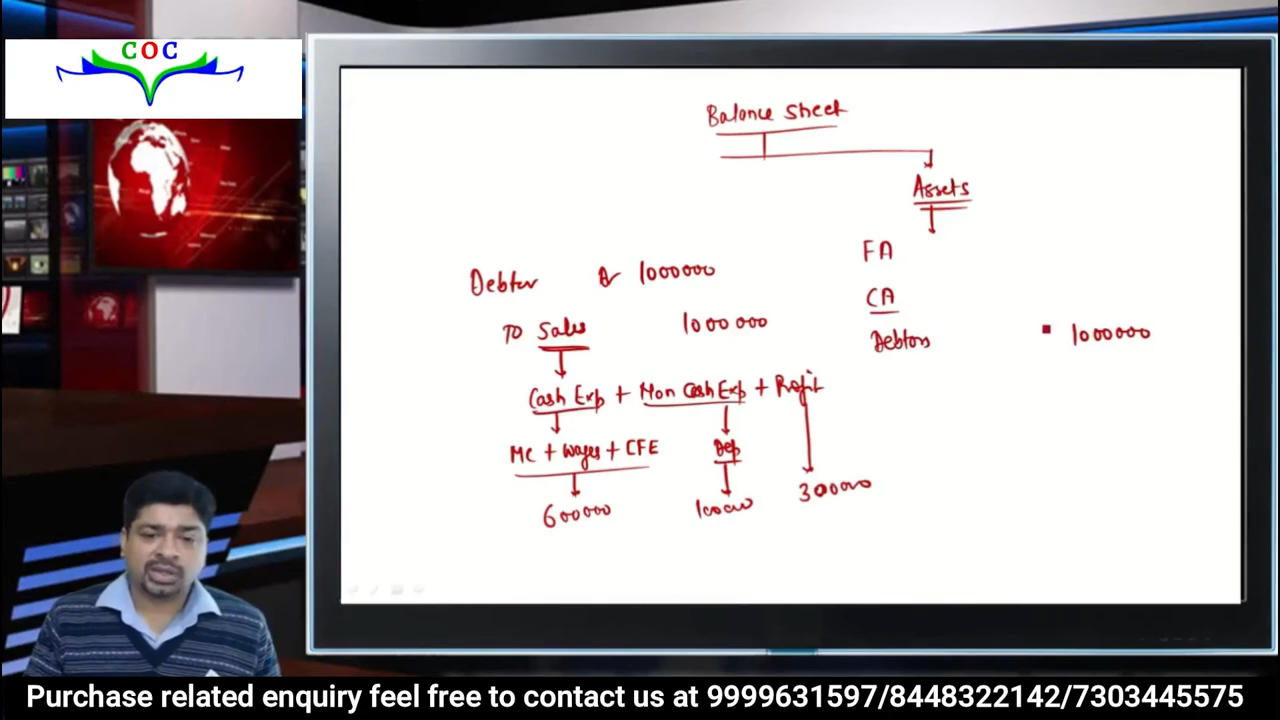 COC
Balance Sheet
Assets
FA
Debtor Dr 1000000
CA
To Sales 1000 000
Debtors 1000000
Cash Exp + Non Cash Exp + Profit
MC + Wages + CFE
Dep
600000
100000
300000
Purchase related enquiry feel free to contact us at 9999631597/8448322142/7303445575